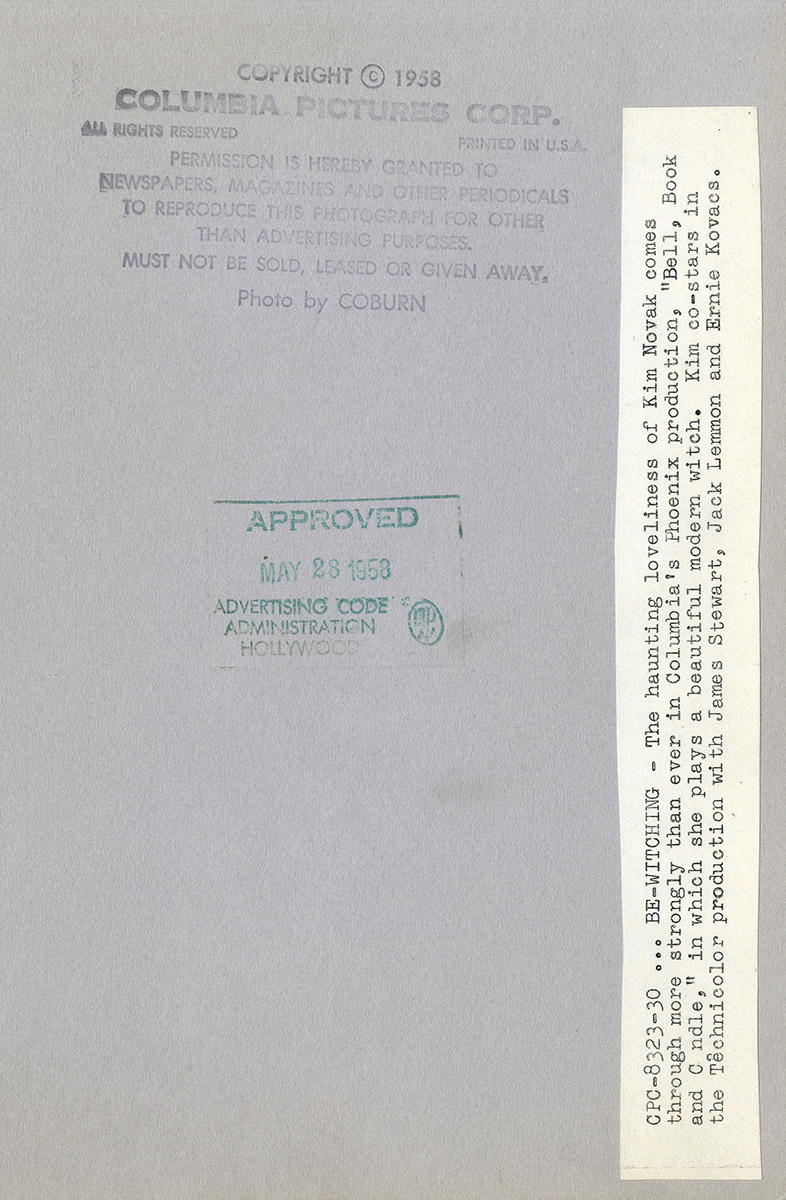 COPYRIGHT © 1958
COLUMBIA PICTURES CORP.
ALL RIGHTS RESERVED
PRINTED IN U.S.A.
PERMISSION IS HEREBY GRANTED TO
NEWSPAPERS, MAGAZINES AND OTHER PERIODICALS
TO REPRODUCE THIS PHOTOGRAPH FOR OTHER
THAN ADVERTISING PURPOSES.
MUST NOT BE SOLD, LEASED OR GIVEN AWAY.
Photo by COBURN
APPROVED
MAY 28 1958
ADVERTISING CODE
ADMINISTRATION
HOLLYWOOD
CPC-8323-30 ... BE-WITCHING - The haunting loveliness of Kim Novak comes
through more strongly than ever in Columbia's Phoenix production, "Bell, Book
and C ndle," in which she plays a beautiful modern witch. Kim co-stars in
the Technicolor production with James Stewart, Jack Lemmon and Ernie Kovacs.